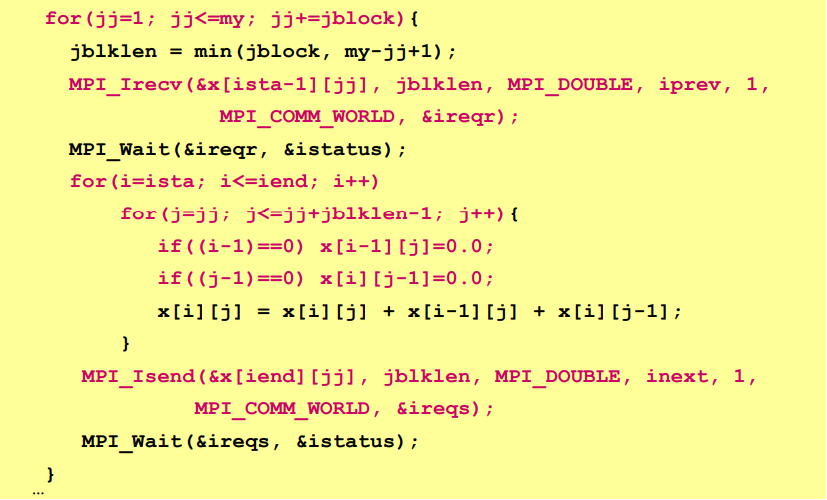 for(jj=1; jj<=my; jj+=jblock){
jblklen = min(jblock, my-jj+1);
MPI_Irecv(&x[ista-1][jj], jblklen, MPI_DOUBLE, iprev, 1,
MPI_COMM_WORLD, &ireqr);
MPI_Wait(&ireqr, &istatus);
for(i=ista; i<=iend; i++)
for(j=jj; j<=jj+jblklen-1; j++){
if((i-1)==0) x[i-1][j]=0.0;
if((j-1)==0) x[i][j-1]=0.0;
x[i][j] = x[i][j] + x[i-1][j] + x[i][j-1];
}
MPI_Isend(&x[iend][jj], jblklen, MPI_DOUBLE, inext, 1,
MPI_COMM_WORLD, &ireqs);
MPI_Wait(&ireqs, &istatus);
}
…